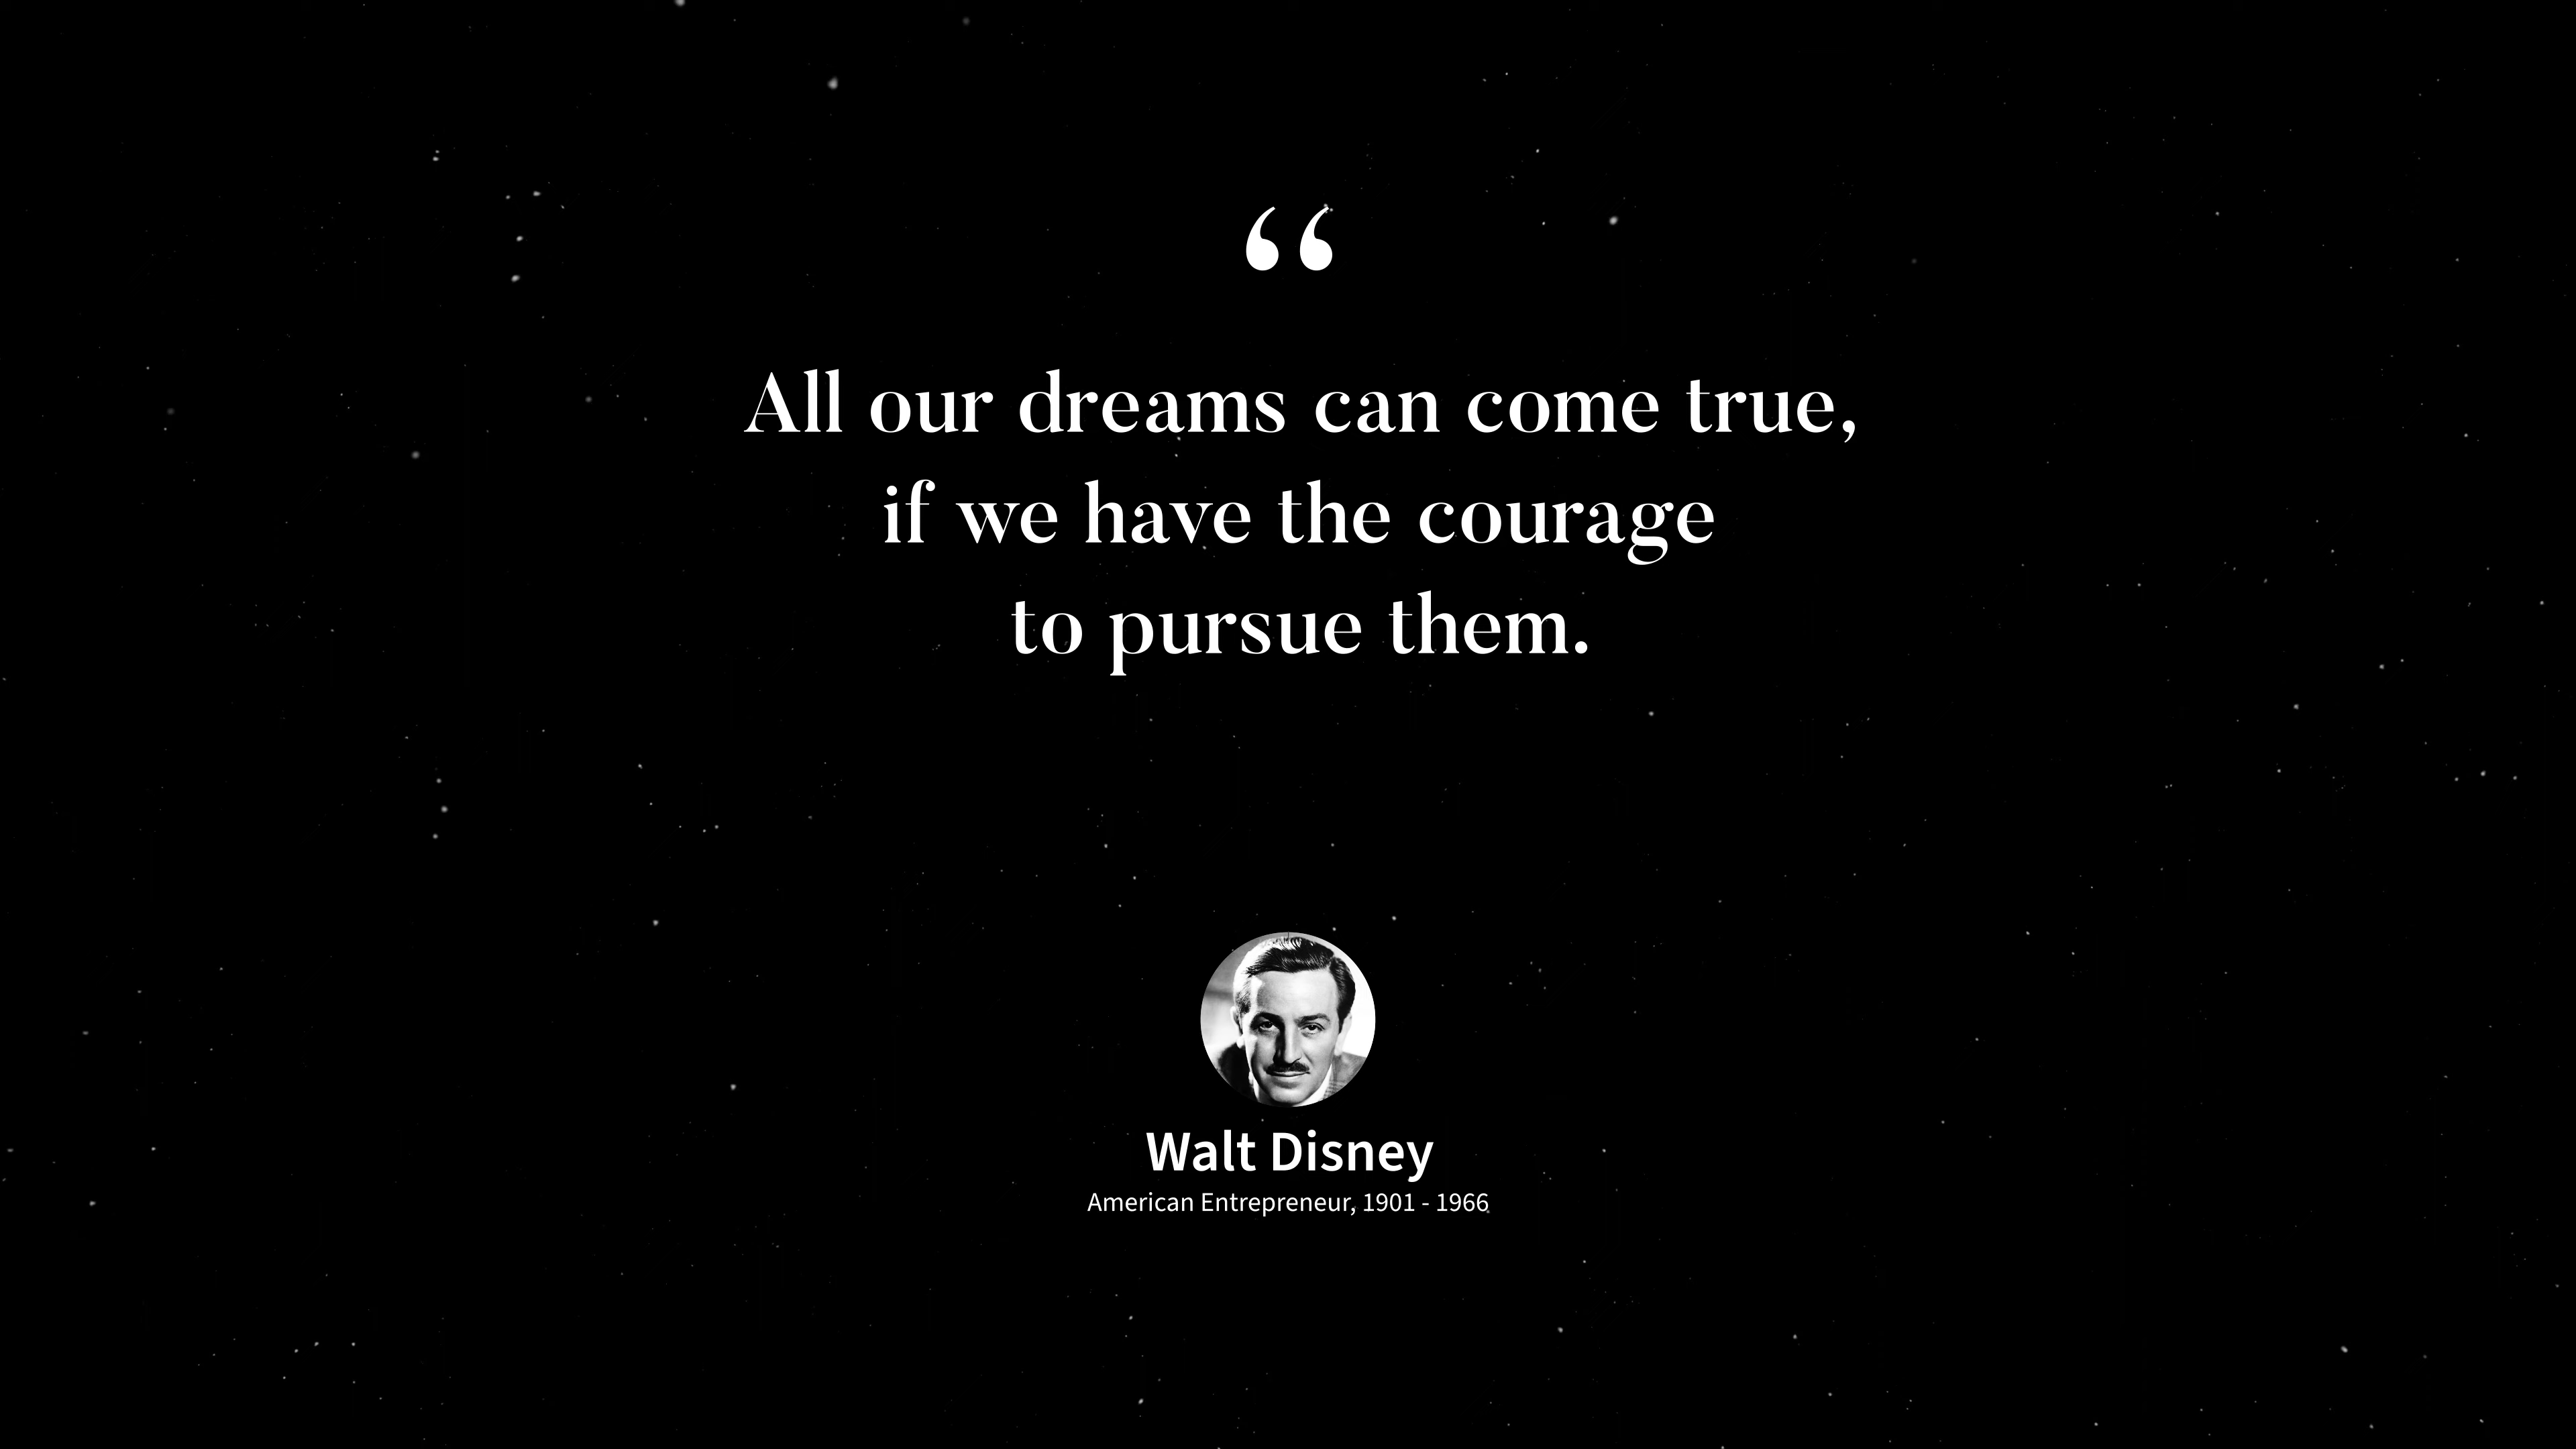 “
All our dreams can come true,
if we have the courage
to pursue them.
Walt Disney
American Entrepreneur, 1901 - 1966